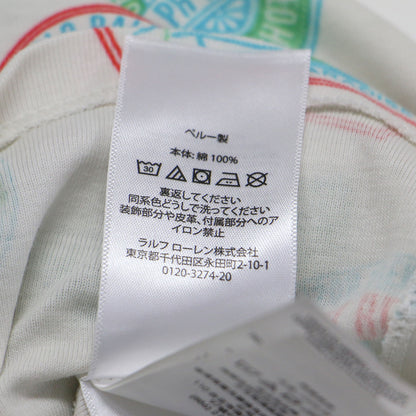 ペルー製
本体: 綿 100%
30
裏返してください
同系色どうしで洗ってください
装飾部分や皮革、付属部分へのア
イロン禁止
ラルフ ローレン株式会社
東京都千代田区永田町2-10-1
0120-3274-20